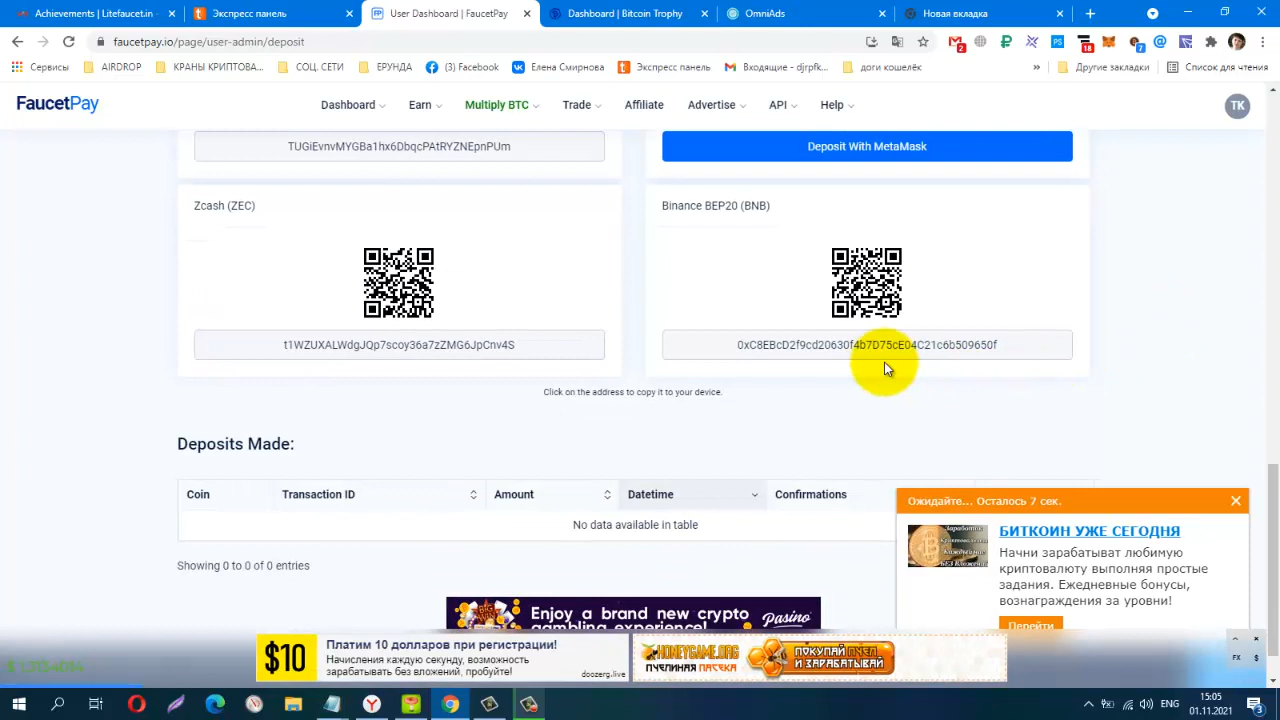 Achievements | Litefaucet.in -
Экспресс панель
User Dashboard | FaucetPay
Dashboard | Bitcoin Trophy
OmniAds
Новая вкладка
faucetpay.io/page/user-admin/deposit
Сервисы
AIRDROP
КРАНЫ КРИПТОВА...
СОЦ. СЕТИ
ЕРУНДА
(3) Facebook
Елена Смирнова
Экспресс панель
Входящие - djrpfk...
доги кошелёк
»
Другие закладки
Список для чтения
FaucetPay
Dashboard
Earn
Multiply BTC
Trade
Affiliate
Advertise
API
Help
TK
TUGiEvnvMYGBa1hx6DbqcPAtRYZNEpnPUm
Deposit With MetaMask
Zcash (ZEC)
Binance BEP20 (BNB)
t1WZUXALWdgJQp7scoy36a7zZMG6JpCnv4S
0xC8EBcD2f9cd20630f4b7D75cE04C21c6b509650f
Click on the address to copy it to your device.
Deposits Made:
Coin
Transaction ID
Amount
Datetime
Confirmations
No data available in table
Showing 0 to 0 of 0 entries
Ожидайте... Осталось 7 сек.
БИТКОИН УЖЕ СЕГОДНЯ
Начни зарабатыват любимую
криптовалюту выполняя простые
задания. Ежедневные бонусы,
вознаграждения за уровни!
Перейти
Enjoy a brand new crypto
gambling experience!
Pasino
$10
Платим 10 долларов при регистрации!
Начисления каждую секунду, возможность
зарабатывать без вложений, пробуйте!
doozerg.live
HONEYGAME.ORG
ПЧЕЛИНАЯ ПАСЕКА
ПОКУПАЙ ПЧЕЛ
И ЗАРАБАТЫВАЙ
FX
$
ENG
15:05
01.11.2021